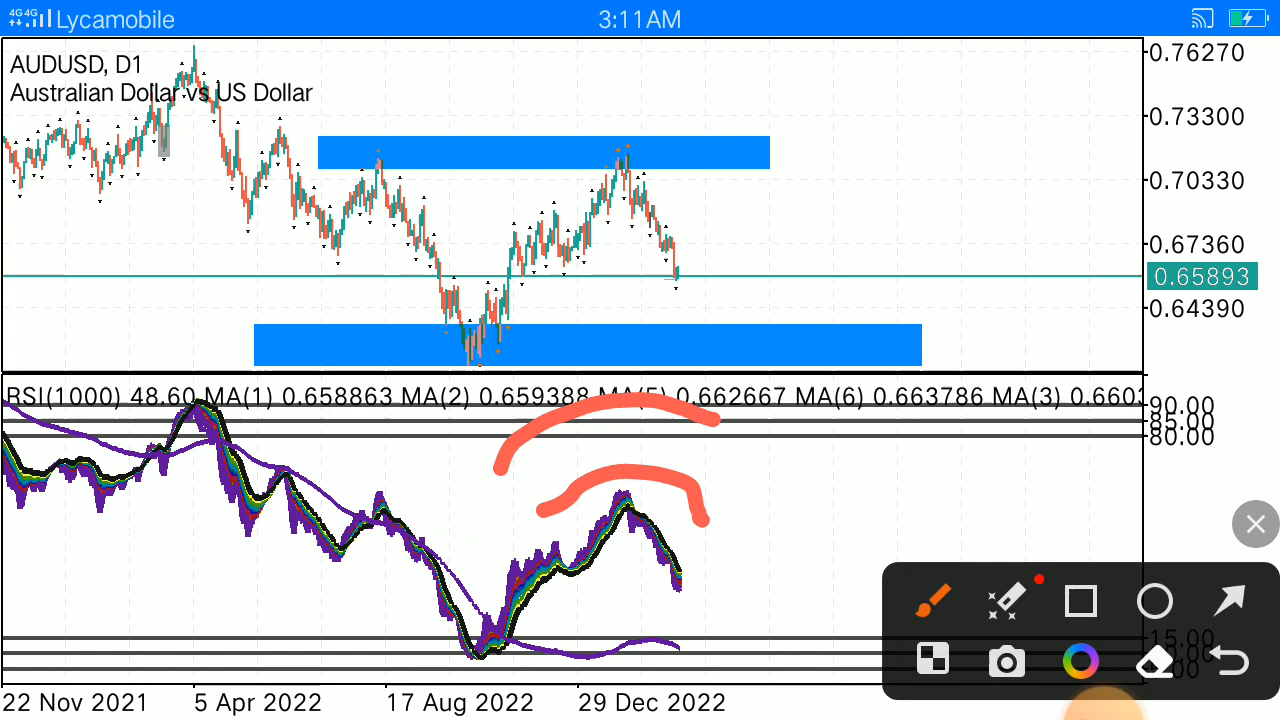 4G 4G Lycamobile 3:11AM
AUDUSD, D1
Australian Dollar vs US Dollar
0.76270
0.73300
0.70330
0.67360
0.65893
0.64390
RSI(1000) 48.60 MA(1) 0.658863 MA(2) 0.659388 MA(5) 0.662667 MA(6) 0.663786 MA(3) 0.660
90.00
85.00
80.00
15.00
22 Nov 2021 5 Apr 2022 17 Aug 2022 29 Dec 2022